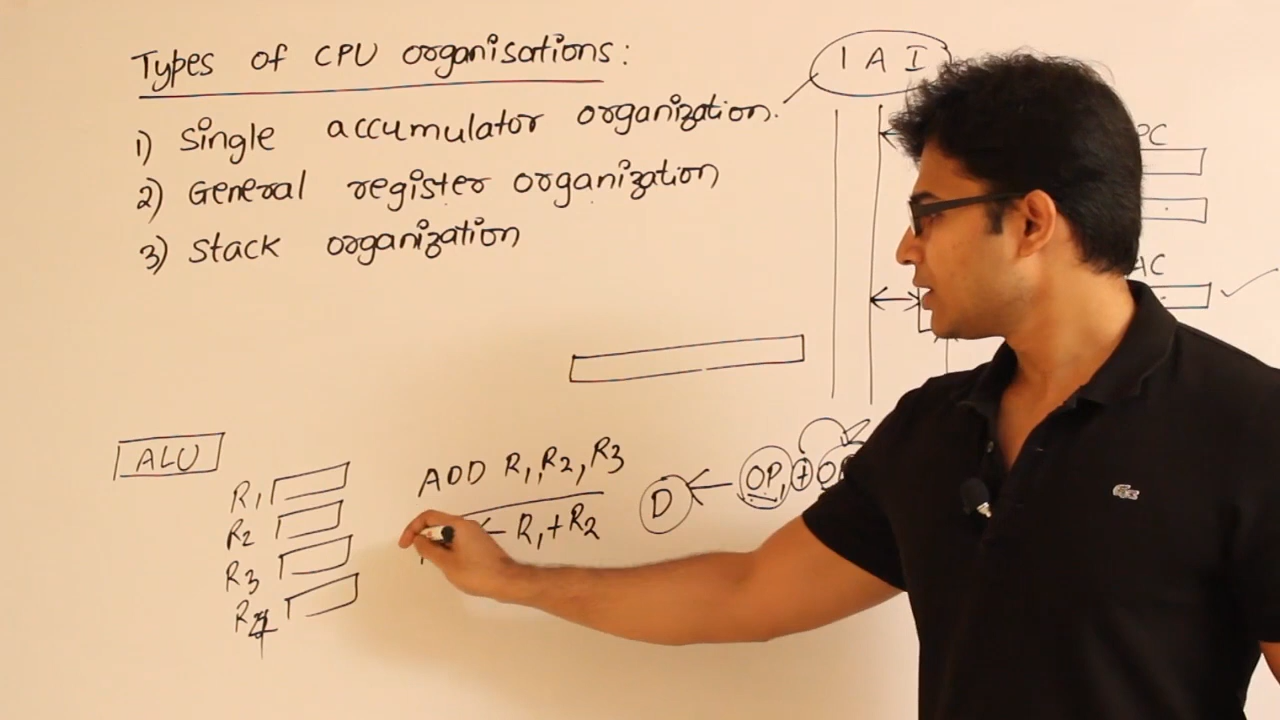 Types of CPU organisations:
1) Single accumulator organization.
2) General register organization
3) Stack organization
1 A I
PC
AC
ALU
R1
R2
R3
R4
ADD R1, R2, R3
← R1 + R2
D ← OP1 +